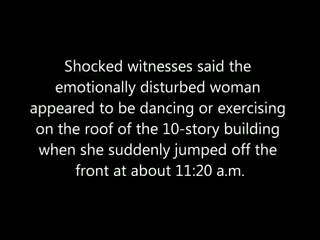 Shocked witnesses said the
emotionally disturbed woman
appeared to be dancing or exercising
on the roof of the 10-story building
when she suddenly jumped off the
front at about 11:20 a.m.